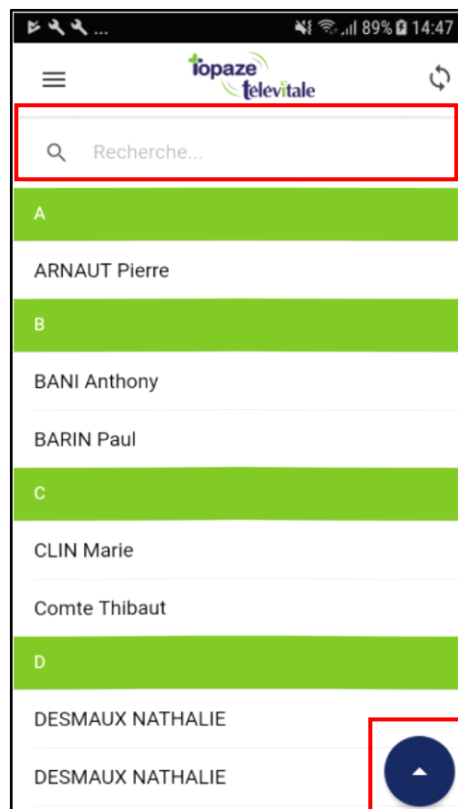 ... 89% 14:47
topaze
televitale
Recherche...
A
ARNAUT Pierre
B
BANI Anthony
BARIN Paul
C
CLIN Marie
Comte Thibaut
D
DESMAUX NATHALIE
DESMAUX NATHALIE